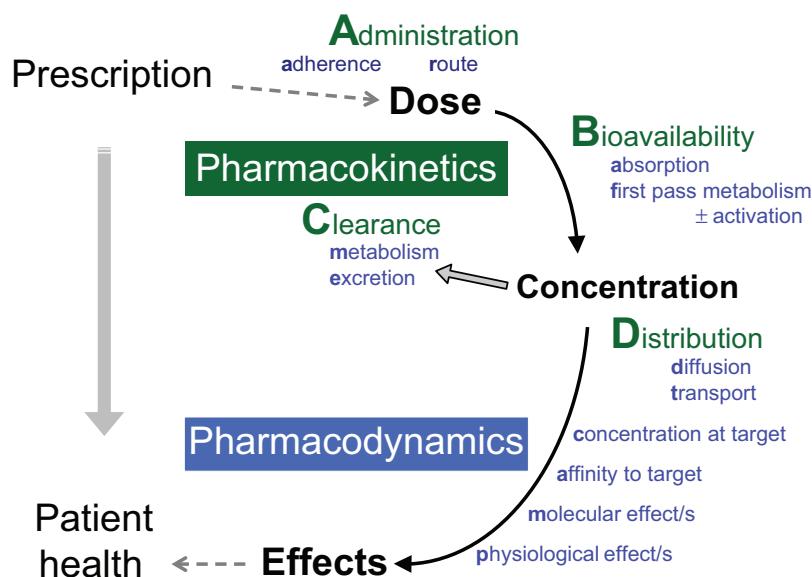 Administration
adherence route
Prescription
Dose
Bioavailability
absorption
first pass metabolism
± activation
Pharmacokinetics
Clearance
metabolism
excretion
Concentration
Distribution
diffusion
transport
Pharmacodynamics
concentration at target
affinity to target
molecular effect/s
physiological effect/s
Effects
Patient
health